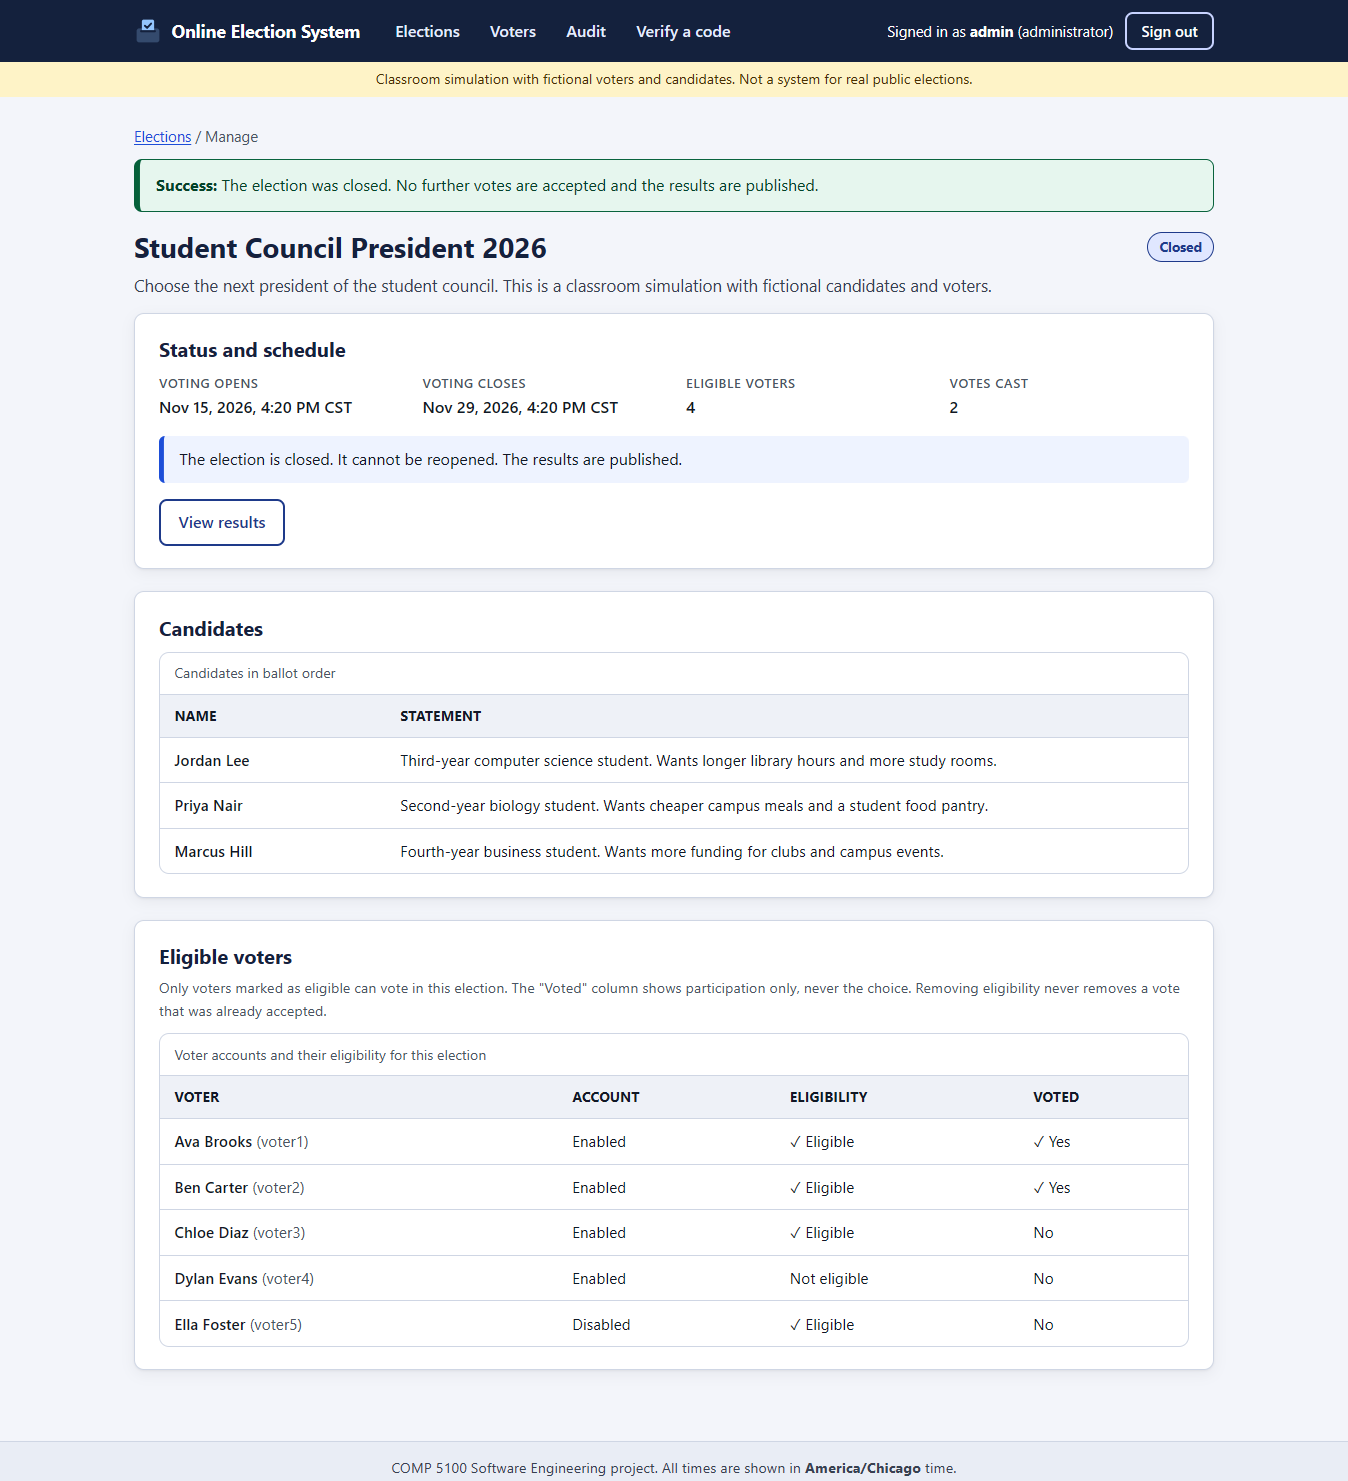 Online Election System Elections Voters Audit Verify a code Signed in as admin (administrator) Sign out
Classroom simulation with fictional voters and candidates. Not a system for real public elections.
Elections / Manage
Success: The election was closed. No further votes are accepted and the results are published.
Student Council President 2026 Closed
Choose the next president of the student council. This is a classroom simulation with fictional candidates and voters.
Status and schedule
VOTING OPENS VOTING CLOSES ELIGIBLE VOTERS VOTES CAST
Nov 15, 2026, 4:20 PM CST Nov 29, 2026, 4:20 PM CST 4 2
The election is closed. It cannot be reopened. The results are published.
View results
Candidates
Candidates in ballot order
NAME STATEMENT
Jordan Lee Third-year computer science student. Wants longer library hours and more study rooms.
Priya Nair Second-year biology student. Wants cheaper campus meals and a student food pantry.
Marcus Hill Fourth-year business student. Wants more funding for clubs and campus events.
Eligible voters
Only voters marked as eligible can vote in this election. The "Voted" column shows participation only, never the choice. Removing eligibility never removes a vote
that was already accepted.
Voter accounts and their eligibility for this election
VOTER ACCOUNT ELIGIBILITY VOTED
Ava Brooks (voter1) Enabled ✓ Eligible ✓ Yes
Ben Carter (voter2) Enabled ✓ Eligible ✓ Yes
Chloe Diaz (voter3) Enabled ✓ Eligible No
Dylan Evans (voter4) Enabled Not eligible No
Ella Foster (voter5) Disabled ✓ Eligible No
COMP 5100 Software Engineering project. All times are shown in America/Chicago time.